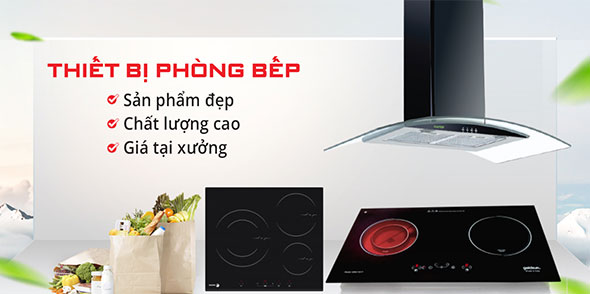 THIẾT BỊ PHÒNG BẾP
Sản phẩm đẹp
Chất lượng cao
Giá tại xưởng